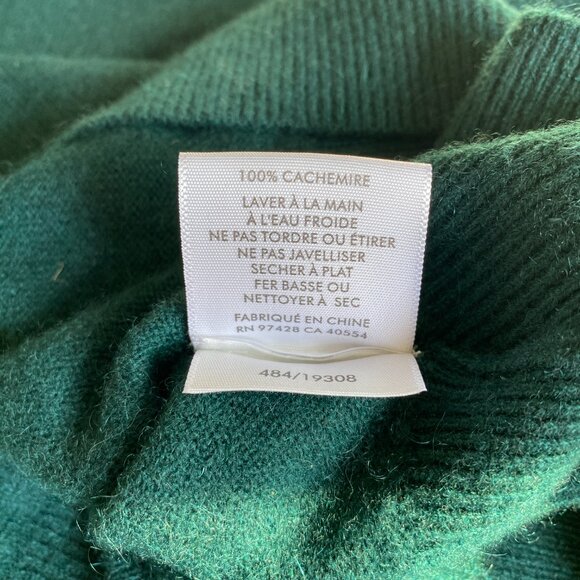 100% CACHEMIRE
LAVER À LA MAIN
À L'EAU FROIDE
NE PAS TORDRE OU ÉTIRER
NE PAS JAVELLISER
SECHER À PLAT
FER BASSE OU
NETTOYER À SEC
FABRIQUÉ EN CHINE
RN 97428 CA 40554
484/19308